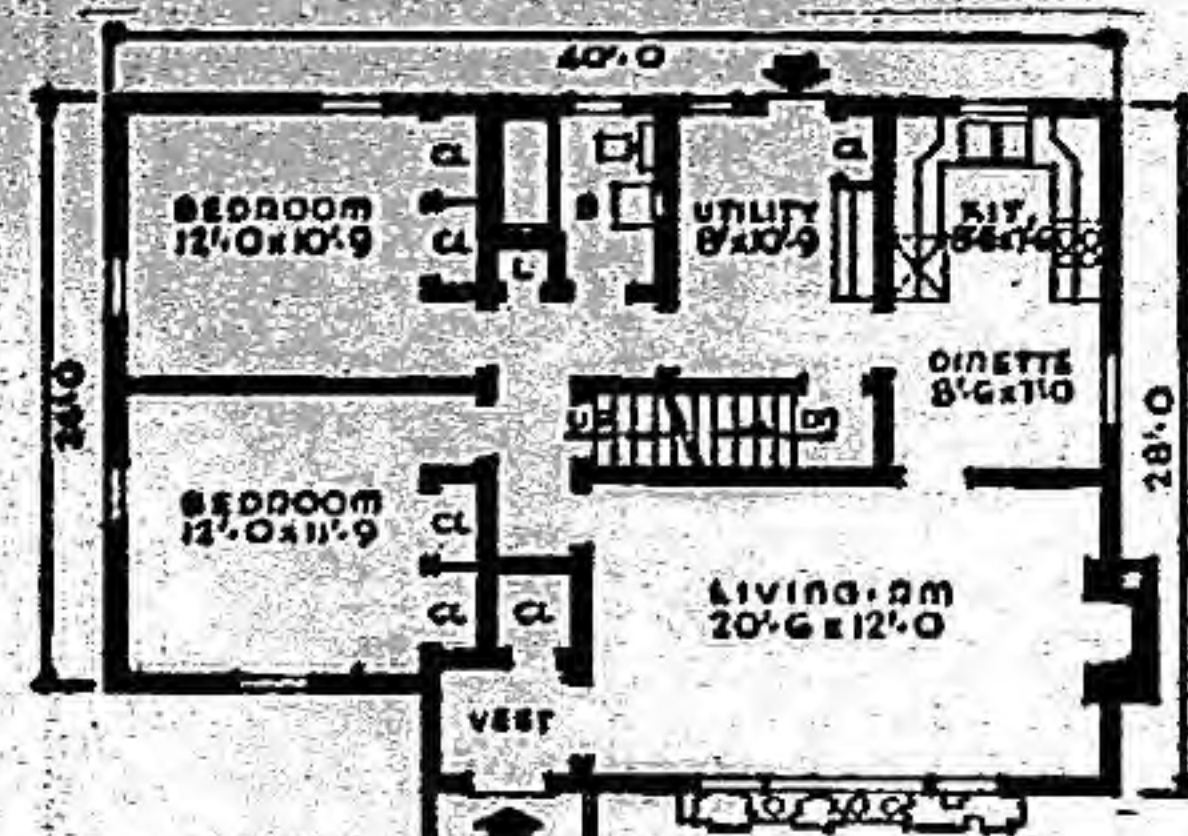 40'-0
CL
BEDROOM
12'-0x10'-9
CL
L
B
UTILITY
8'x10'-9
CL
KIT.
DINETTE
8'-6x7'-0
26'-0
28'-0
UP
DN
BEDROOM
12'-0x11'-9
CL
CL
CL
LIVING·RM
20'-6x12'-0
VEST